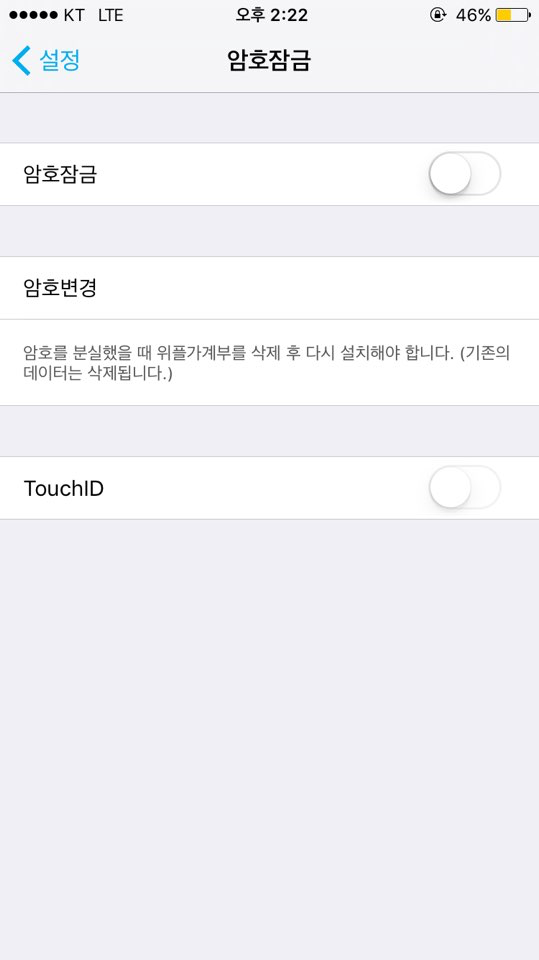 KT LTE 오후 2:22 46%
설정 암호잠금
암호잠금
암호변경
암호를 분실했을 때 위플가계부를 삭제 후 다시 설치해야 합니다. (기존의
데이터는 삭제됩니다.)
TouchID